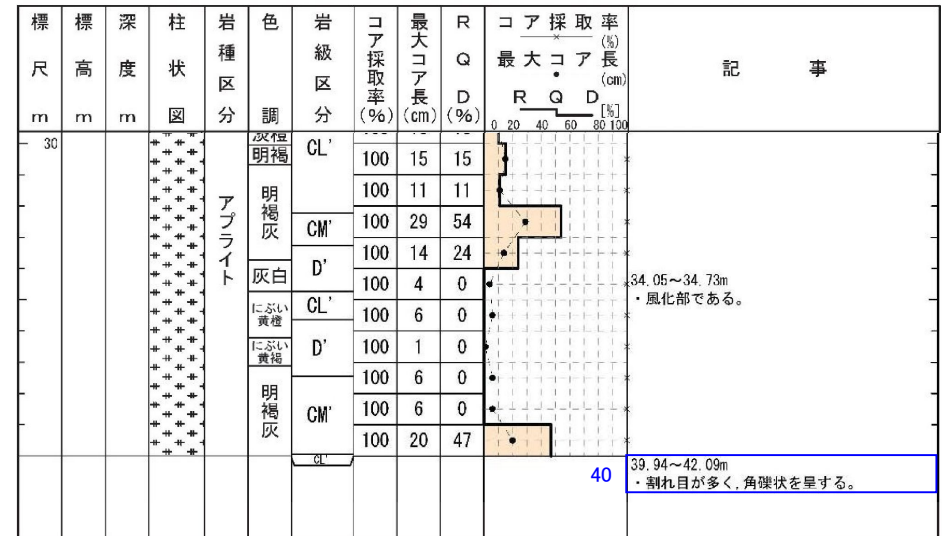 標尺m 標高m 深度m 柱状図 岩種区分 色調 岩級区分 コア採取率(%) 最大コア長(cm) RQD(%) コア採取率(%) 最大コア長(cm) RQD[%] 記事
0 20 40 60 80 100
30
淡橙
明褐 CL'
100 15 15
100 11 11
アプライト
明褐灰
CM' 100 29 54
100 14 24
D'
灰白 100 4 0 34.05～34.73m
・風化部である。
にぶい黄橙 CL' 100 6 0
にぶい黄褐 D' 100 1 0
100 6 0
明褐灰 CM' 100 6 0
100 20 47
CL'
40 39.94～42.09m
・割れ目が多く,角礫状を呈する。